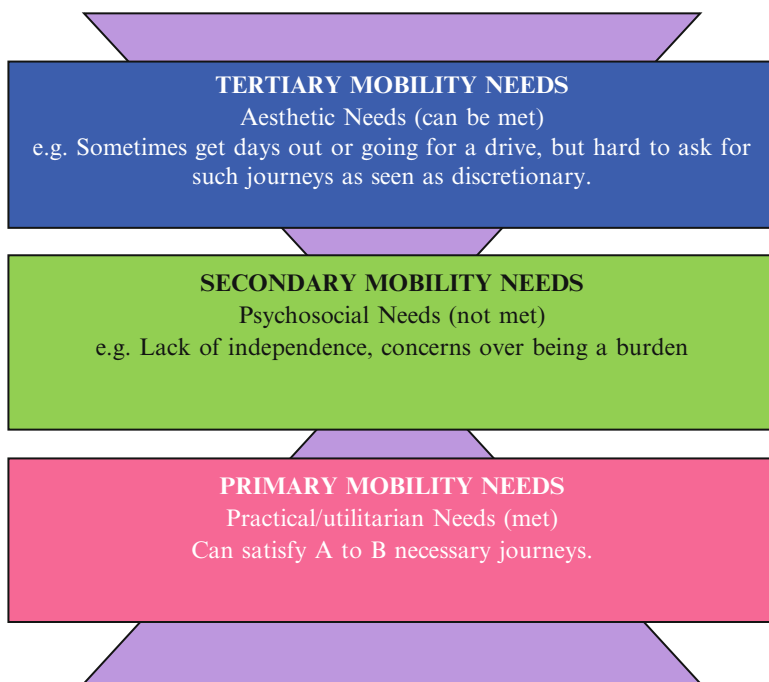 TERTIARY MOBILITY NEEDS
Aesthetic Needs (can be met)
e.g. Sometimes get days out or going for a drive, but hard to ask for
such journeys as seen as discretionary.
SECONDARY MOBILITY NEEDS
Psychosocial Needs (not met)
e.g. Lack of independence, concerns over being a burden
PRIMARY MOBILITY NEEDS
Practical/utilitarian Needs (met)
Can satisfy A to B necessary journeys.